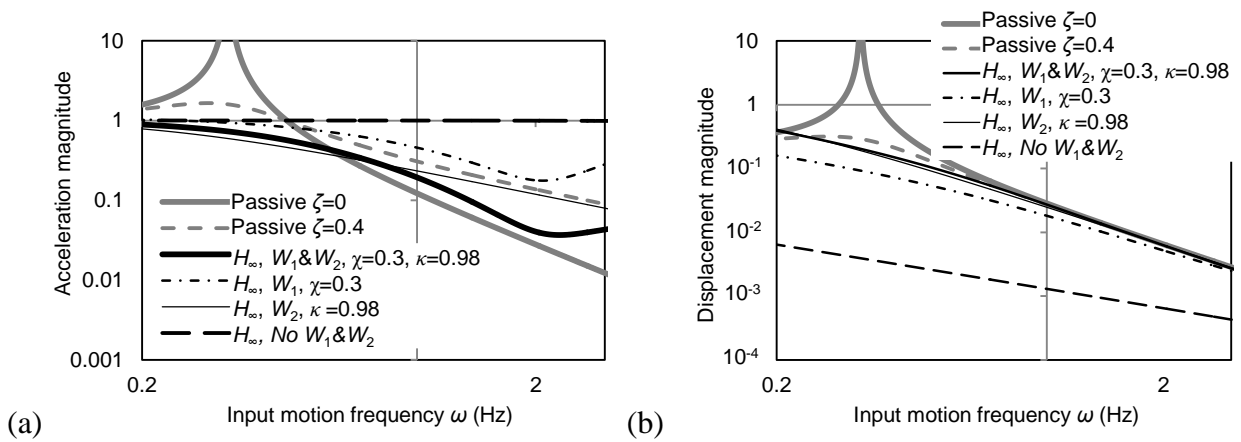 10
1
0.1
0.01
0.001
Acceleration magnitude
Passive ζ=0
Passive ζ=0.4
H∞, W1&W2, χ=0.3, κ=0.98
H∞, W1, χ=0.3
H∞, W2, κ =0.98
H∞, No W1&W2
0.2
2
Input motion frequency ω (Hz)
(a)
10
1
10-1
10-2
10-3
10-4
Displacement magnitude
Passive ζ=0
Passive ζ=0.4
H∞, W1&W2, χ=0.3, κ=0.98
H∞, W1, χ=0.3
H∞, W2, κ=0.98
H∞, No W1&W2
0.2
2
Input motion frequency ω (Hz)
(b)